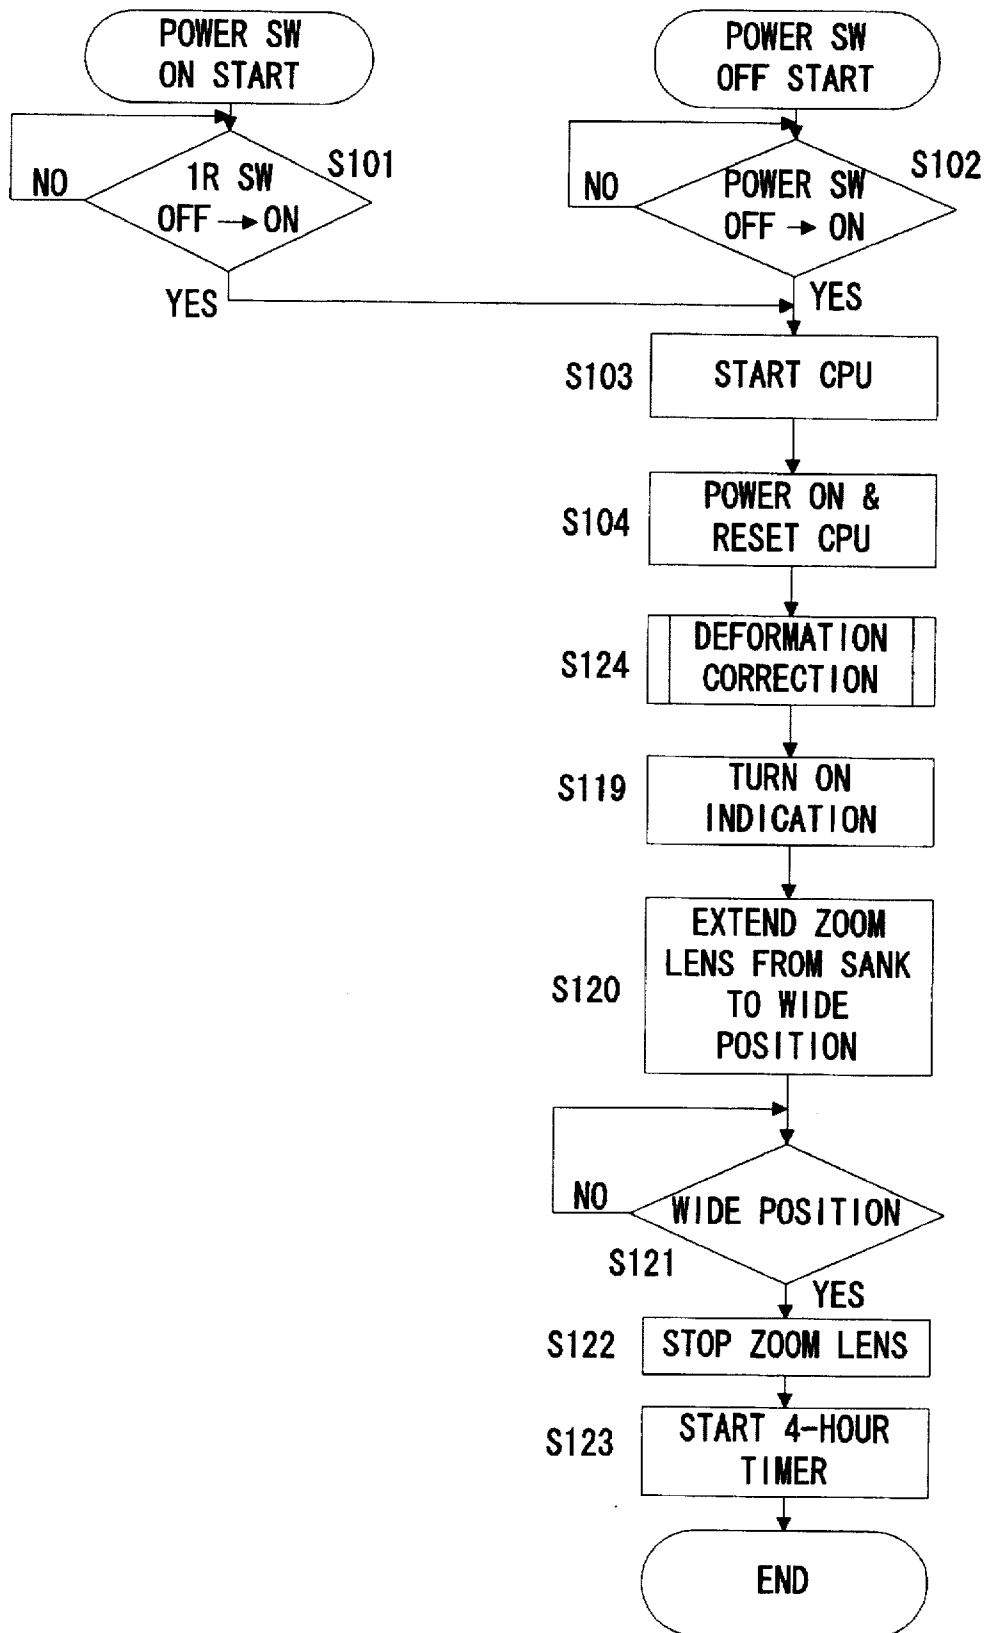 POWER SW
ON START
POWER SW
OFF START
S101
NO
1R SW
OFF → ON
YES
S102
NO
POWER SW
OFF → ON
YES
S103
START CPU
S104
POWER ON &
RESET CPU
S124
DEFORMATION
CORRECTION
S119
TURN ON
INDICATION
S120
EXTEND ZOOM
LENS FROM SANK
TO WIDE
POSITION
NO
WIDE POSITION
S121
YES
S122
STOP ZOOM LENS
S123
START 4-HOUR
TIMER
END